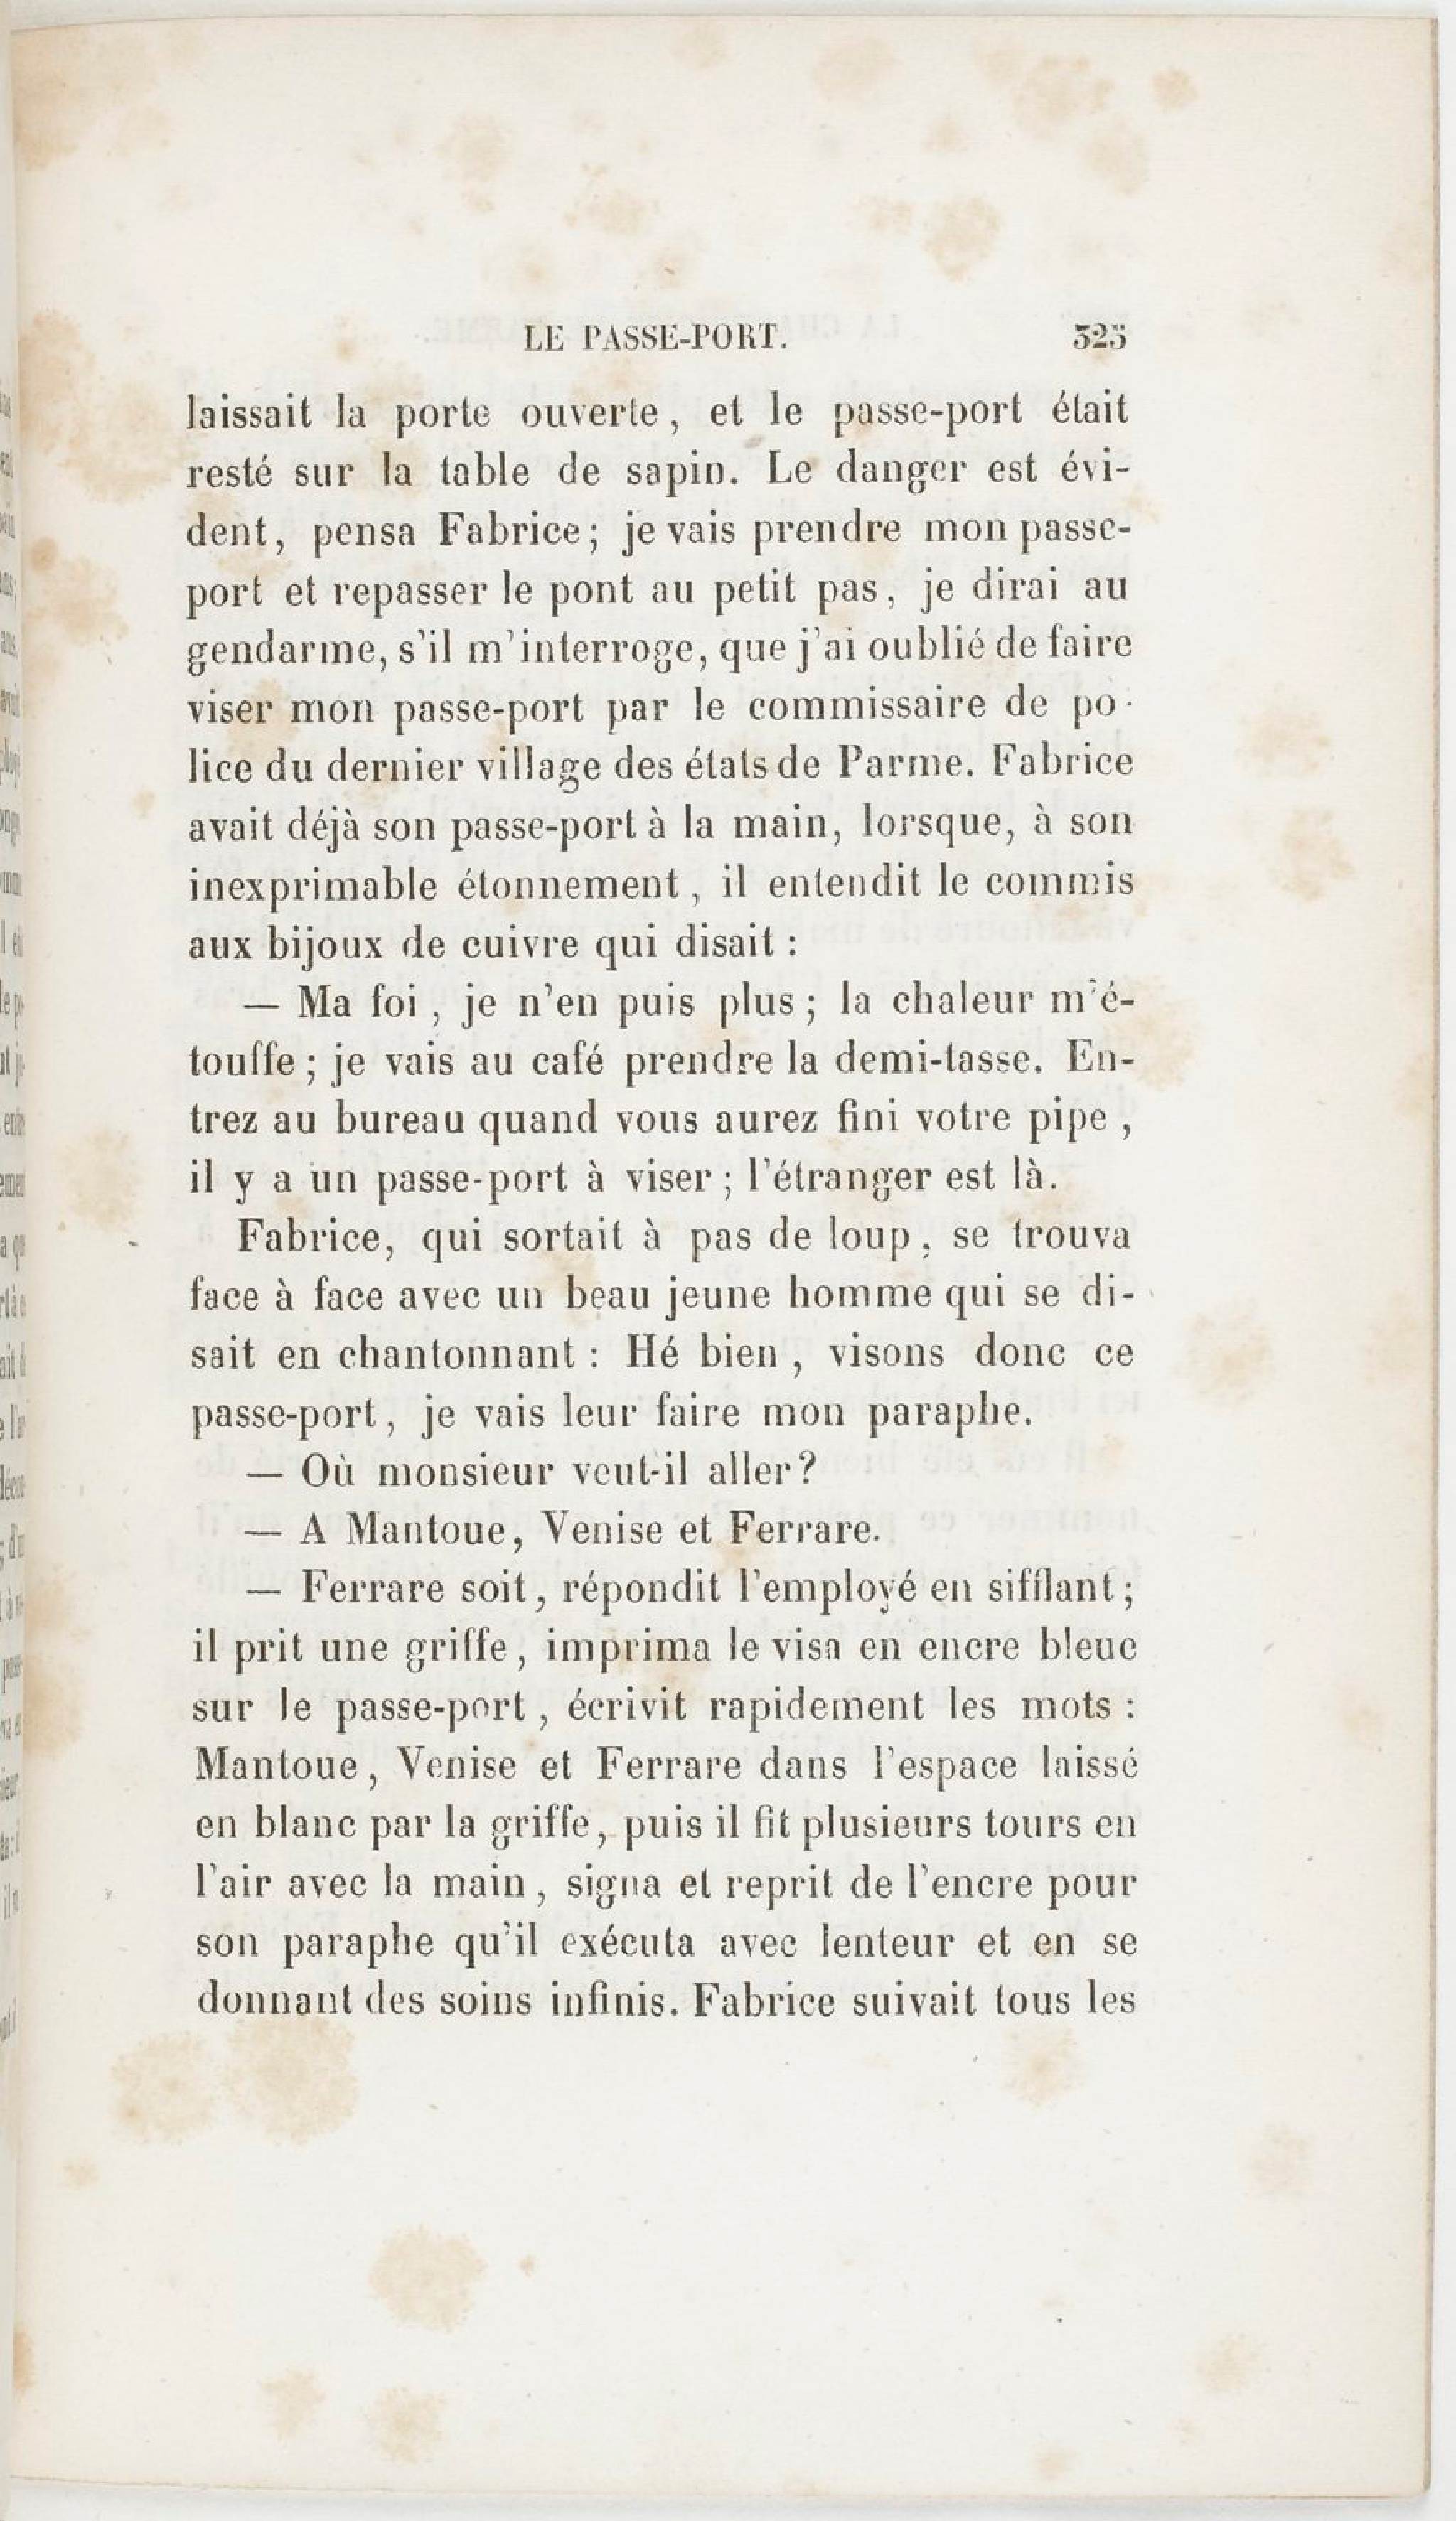 LE PASSE-PORT. 325
laissait la porte ouverte, et le passe-port était
resté sur la table de sapin. Le danger est évi-
dent, pensa Fabrice; je vais prendre mon passe-
port et repasser le pont au petit pas, je dirai au
gendarme, s'il m'interroge, que j'ai oublié de faire
viser mon passe-port par le commissaire de po-
lice du dernier village des états de Parme. Fabrice
avait déjà son passe-port à la main, lorsque, à son
inexprimable étonnement, il entendit le commis
aux bijoux de cuivre qui disait :
— Ma foi, je n'en puis plus ; la chaleur m'é-
touffe ; je vais au café prendre la demi-tasse. En-
trez au bureau quand vous aurez fini votre pipe,
il y a un passe-port à viser ; l'étranger est là.
Fabrice, qui sortait à pas de loup, se trouva
face à face avec un beau jeune homme qui se di-
sait en chantonnant : Hé bien, visons donc ce
passe-port, je vais leur faire mon paraphe.
— Où monsieur veut-il aller?
— A Mantoue, Venise et Ferrare.
— Ferrare soit, répondit l'employé en sifflant ;
il prit une griffe, imprima le visa en encre bleue
sur le passe-port, écrivit rapidement les mots :
Mantoue, Venise et Ferrare dans l'espace laissé
en blanc par la griffe, puis il fit plusieurs tours en
l'air avec la main, signa et reprit de l'encre pour
son paraphe qu'il exécuta avec lenteur et en se
donnant des soins infinis. Fabrice suivait tous les